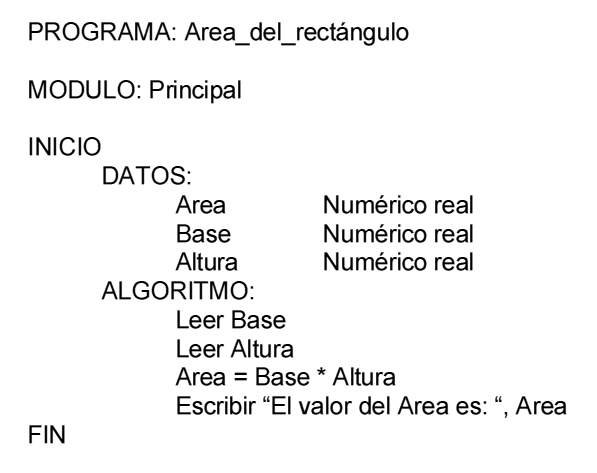 PROGRAMA: Area_del_rectángulo
MODULO: Principal
INICIO
DATOS:
Area Numérico real
Base Numérico real
Altura Numérico real
ALGORITMO:
Leer Base
Leer Altura
Area = Base * Altura
Escribir “El valor del Area es: “, Area
FIN